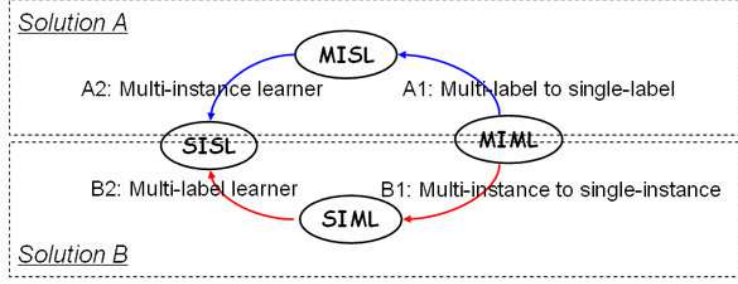 Solution A
MISL
A2: Multi-instance learner
A1: Multi-label to single-label
SISL
MIML
B2: Multi-label learner
B1: Multi-instance to single-instance
SIML
Solution B